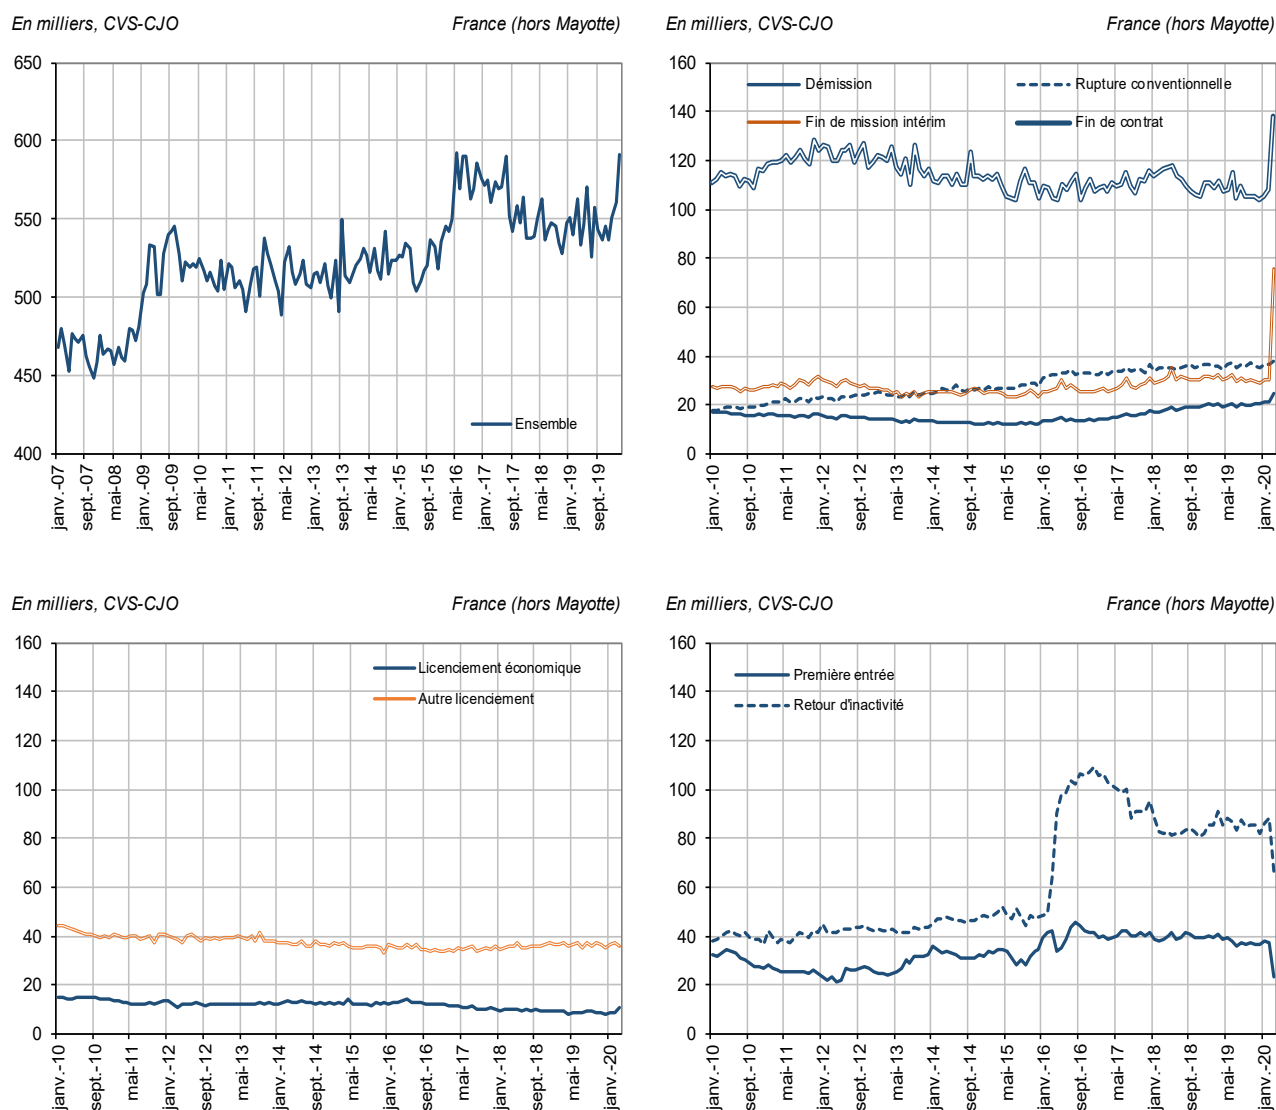 En milliers, CVS-CJO
France (hors Mayotte)
650
600
550
500
450
400
Ensemble
janv.-07
sept.-07
mai-08
janv.-09
sept.-09
mai-10
janv.-11
sept.-11
mai-12
janv.-13
sept.-13
mai-14
janv.-15
sept.-15
mai-16
janv.-17
sept.-17
mai-18
janv.-19
sept.-19
En milliers, CVS-CJO
France (hors Mayotte)
160
140
120
100
80
60
40
20
0
Démission
Rupture conventionnelle
Fin de mission intérim
Fin de contrat
janv.-10
sept.-10
mai-11
janv.-12
sept.-12
mai-13
janv.-14
sept.-14
mai-15
janv.-16
sept.-16
mai-17
janv.-18
sept.-18
mai-19
janv.-20
En milliers, CVS-CJO
France (hors Mayotte)
160
140
120
100
80
60
40
20
0
Licenciement économique
Autre licenciement
janv.-10
sept.-10
mai-11
janv.-12
sept.-12
mai-13
janv.-14
sept.-14
mai-15
janv.-16
sept.-16
mai-17
janv.-18
sept.-18
mai-19
janv.-20
En milliers, CVS-CJO
France (hors Mayotte)
160
140
120
100
80
60
40
20
0
Première entrée
Retour d'inactivité
janv.-10
sept.-10
mai-11
janv.-12
sept.-12
mai-13
janv.-14
sept.-14
mai-15
janv.-16
sept.-16
mai-17
janv.-18
sept.-18
mai-19
janv.-20